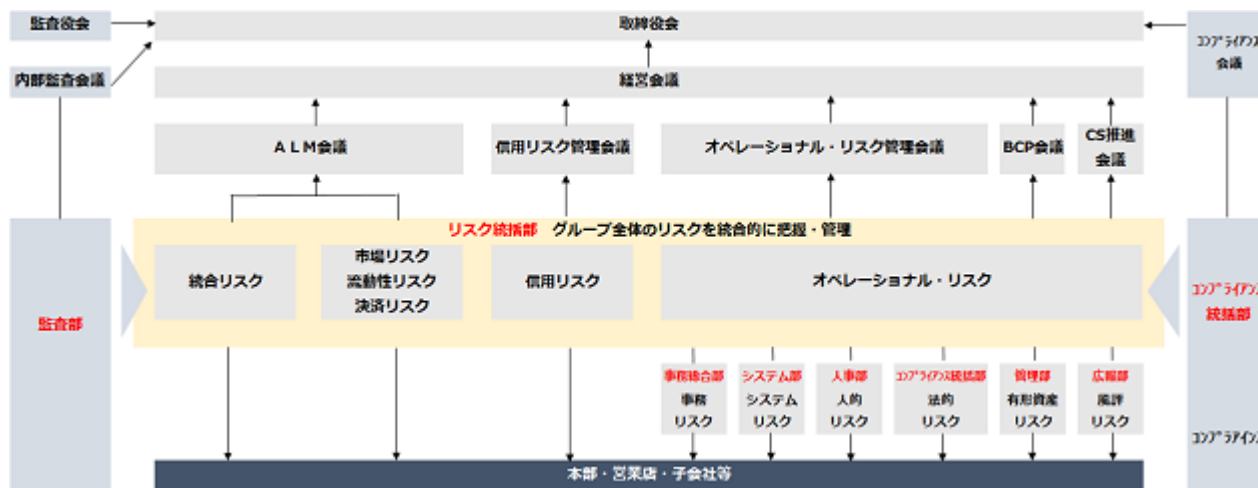 監査役会
取締役会
コンプライアンス
会議
内部監査会議
経営会議
ALM会議
信用リスク管理会議
オペレーショナル・リスク管理会議
BCP会議
CS推進
会議
リスク統括部 グループ全体のリスクを統合的に把握・管理
統合リスク
市場リスク
流動性リスク
決済リスク
信用リスク
オペレーショナル・リスク
監査部
コンプライアンス
統括部
事務総合部
事務
リスク
システム部
システム
リスク
人事部
人的
リスク
コンプライアンス統括部
法的
リスク
管理部
有形資産
リスク
広報部
風評
リスク
コンプラアインス
本部・営業店・子会社等